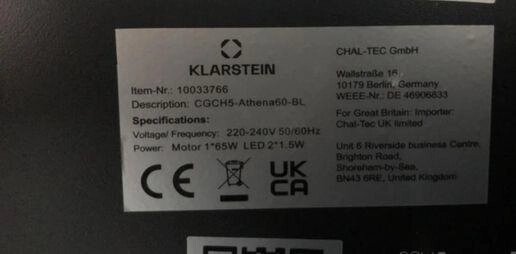 KLARSTEIN
Item-Nr.: 10033766
Description: CGCH5-Athena60-BL
Specifications:
Voltage/ Frequency: 220-240V 50/60Hz
Power: Motor 1*65W LED 2*1.5W
CE
UK
CA
CHAL-TEC GmbH
Wallstraße 16
10179 Berlin, Germany
WEEE-Nr.: DE 46906833
For Great Britain: Importer:
Chal-Tec UK limited
Unit 6 Riverside business Centre,
Brighton Road,
Shoreham-by-Sea,
BN43 6RE, United Kingdom